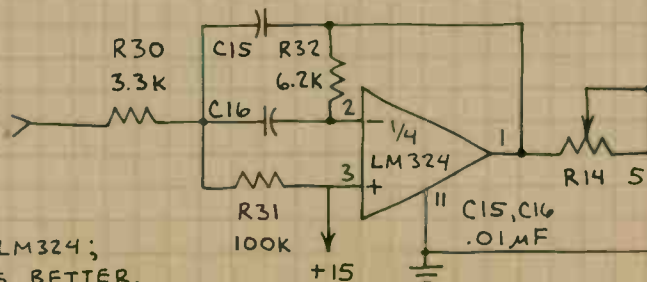 R30
3.3K
C15
R32
6.2K
C16
2
-
1/4
LM324
1
3
+
11
R31
100K
+15
C15, C16
.01µF
R14
5
LM324;
BETTER.